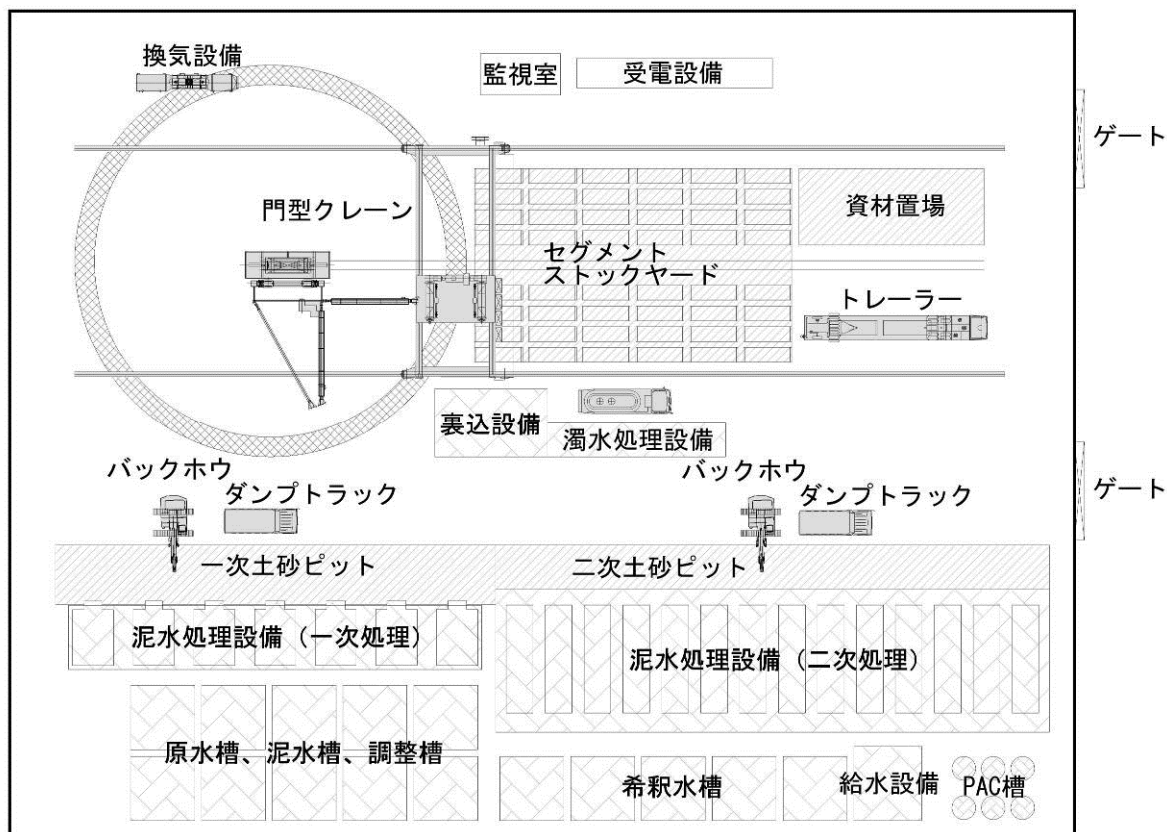 換気設備
監視室
受電設備
ゲート
門型クレーン
資材置場
セグメント
ストックヤード
トレーラー
裏込設備
濁水処理設備
バックホウ
ダンプトラック
バックホウ
ダンプトラック
ゲート
一次土砂ピット
二次土砂ピット
泥水処理設備（一次処理）
泥水処理設備（二次処理）
原水槽、泥水槽、調整槽
希釈水槽
給水設備
PAC槽